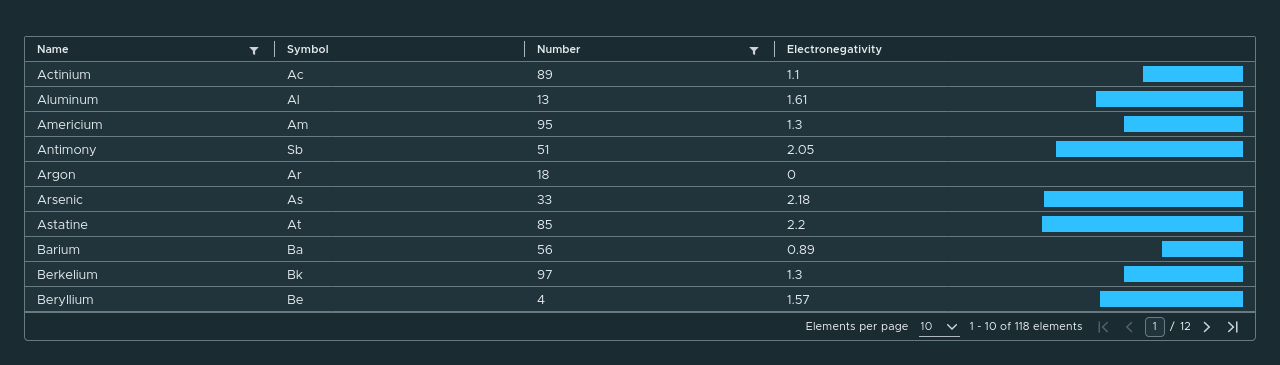 Name Symbol Number Electronegativity
Actinium Ac 89 1.1
Aluminum Al 13 1.61
Americium Am 95 1.3
Antimony Sb 51 2.05
Argon Ar 18 0
Arsenic As 33 2.18
Astatine At 85 2.2
Barium Ba 56 0.89
Berkelium Bk 97 1.3
Beryllium Be 4 1.57
Elements per page 10 1 - 10 of 118 elements 1 / 12